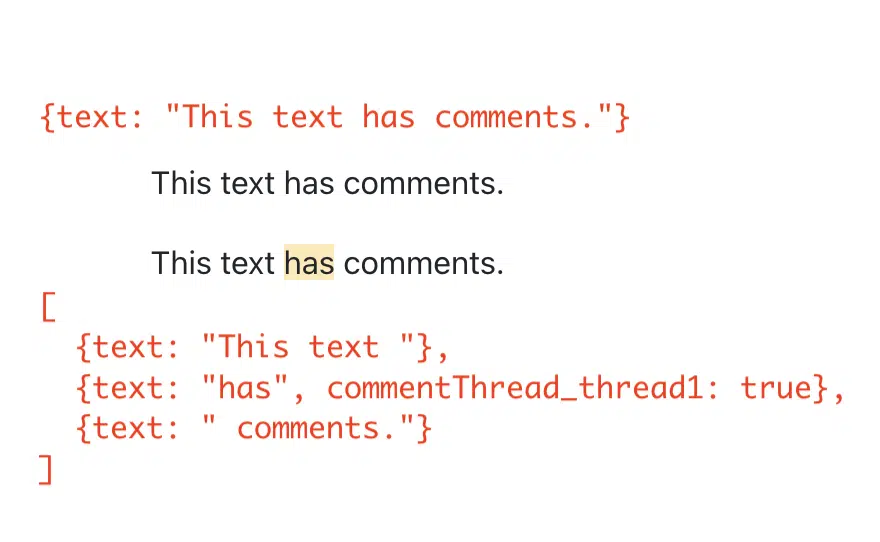 {text: "This text has comments."}
This text has comments.
This text has comments.
[
{text: "This text "},
{text: "has", commentThread_thread1: true},
{text: " comments."}
]